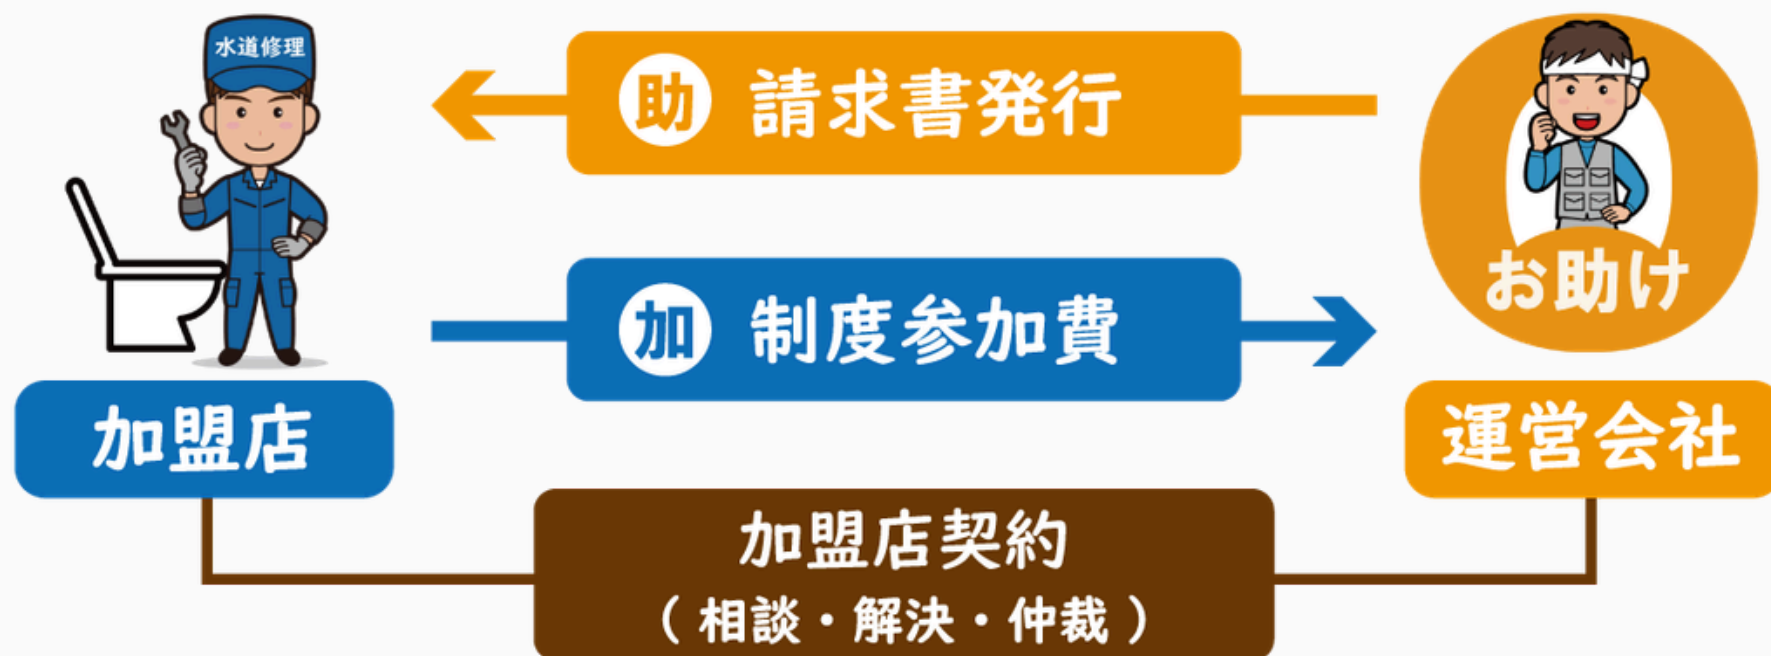 水道修理
助 請求書発行
お助け
加 制度参加費
加盟店
運営会社
加盟店契約
（ 相談・解決・仲裁 ）